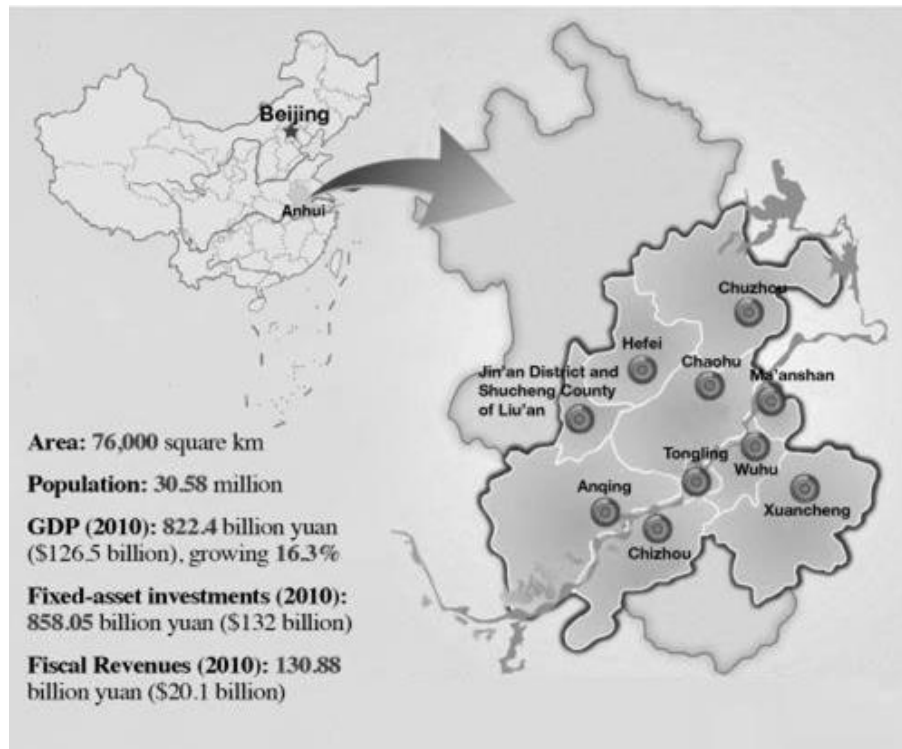 Beijing
Anhui
Chuzhou
Hefei
Chaohu
Ma'anshan
Jin'an District and
Shucheng County
of Liu'an
Tongling
Wuhu
Anqing
Xuancheng
Chizhou
Area: 76,000 square km
Population: 30.58 million
GDP (2010): 822.4 billion yuan
($126.5 billion), growing 16.3%
Fixed-asset investments (2010):
858.05 billion yuan ($132 billion)
Fiscal Revenues (2010): 130.88
billion yuan ($20.1 billion)